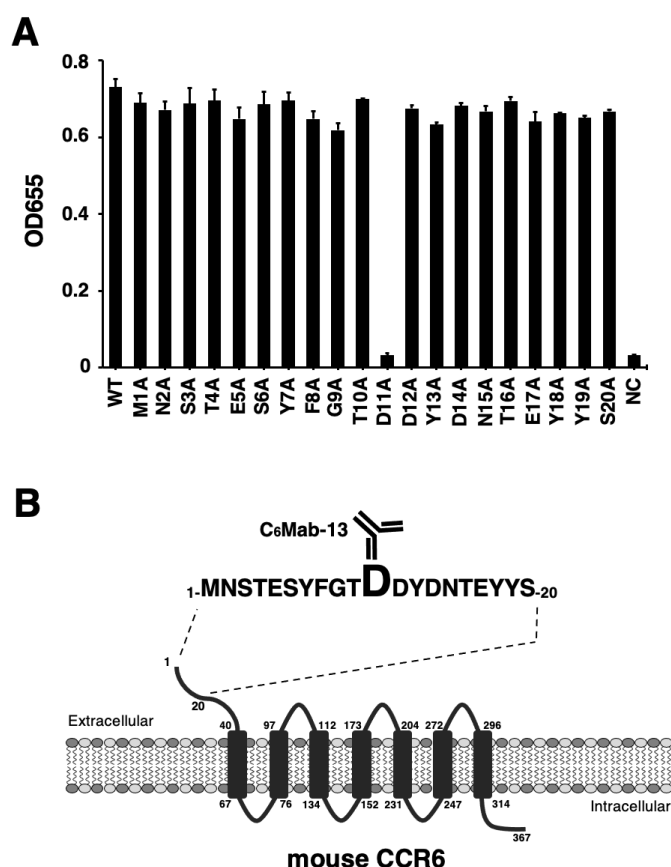 A
OD655
0.8
0.6
0.4
0.2
0
WT M1A N2A S3A T4A E5A S6A Y7A F8A G9A T10A D11A D12A Y13A D14A N15A T16A E17A Y18A Y19A S20A NC
B
C6Mab-13
1-MNSTESYFGTDDYDNTEYYS-20
1
20
Extracellular
40 97 112 173 204 272 296
67 76 134 152 231 247 314
Intracellular
367
mouse CCR6